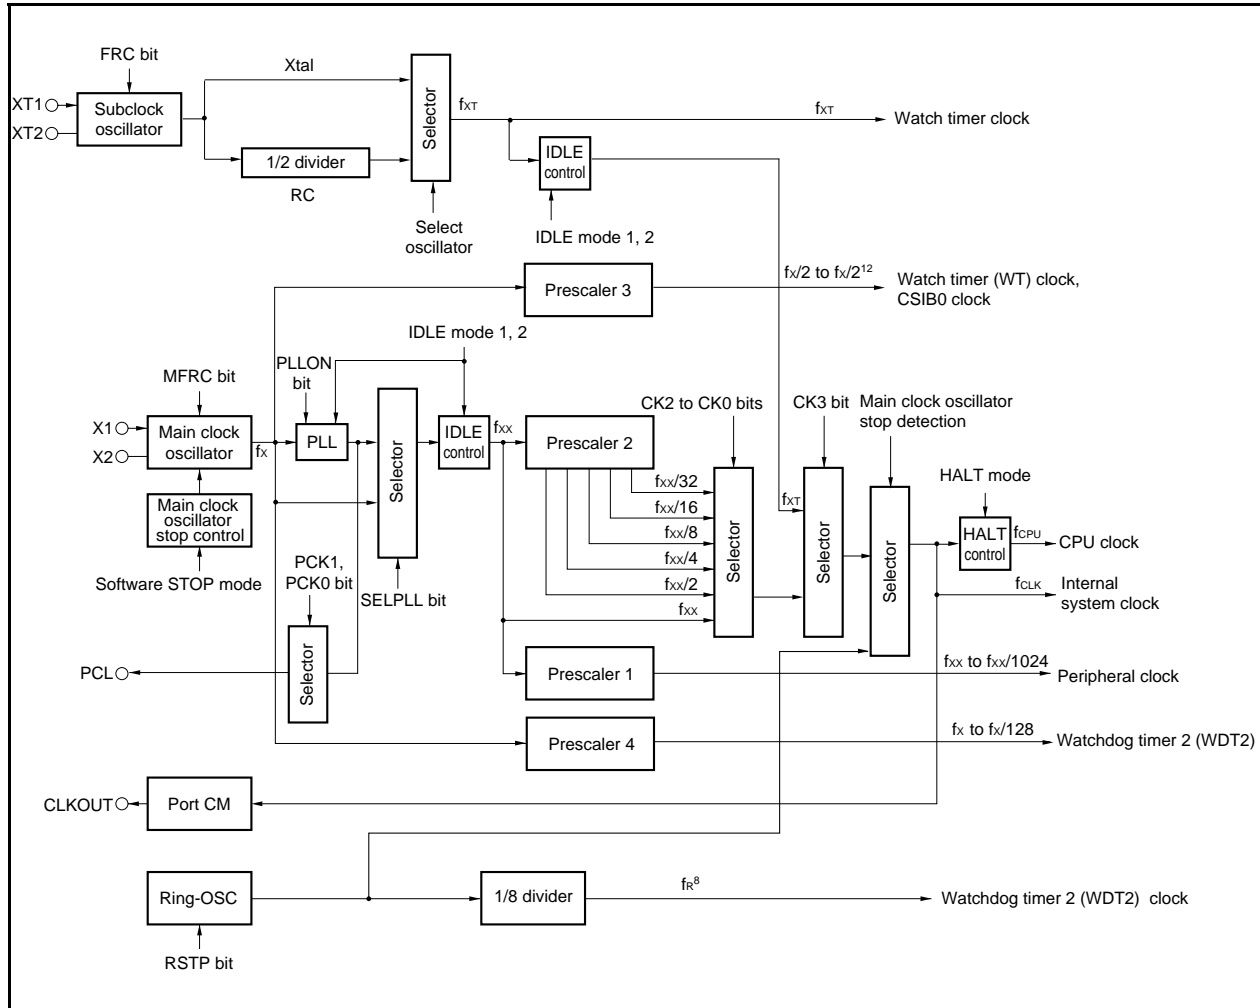 FRC bit
Xtal
XT1
XT2
Subclock
oscillator
Selector
fXT
fXT
Watch timer clock
1/2 divider
RC
IDLE
control
Select
oscillator
IDLE mode 1, 2
Prescaler 3
fX/2 to fX/2¹²
Watch timer (WT) clock,
CSIB0 clock
IDLE mode 1, 2
PLLON
bit
MFRC bit
CK2 to CK0 bits
CK3 bit
Main clock oscillator
stop detection
X1
X2
Main clock
oscillator
fX
PLL
Selector
IDLE
control
fXX
Prescaler 2
HALT mode
fXX/32
fXX/16
fXX/8
fXX/4
fXX/2
fXX
Selector
fXT
Selector
Selector
HALT
control
fCPU
CPU clock
fCLK
Internal
system clock
Main clock
oscillator
stop control
Software STOP mode
PCK1,
PCK0 bit
SELPLL bit
PCL
Selector
Prescaler 1
fXX to fXX/1024
Peripheral clock
Prescaler 4
fX to fX/128
Watchdog timer 2 (WDT2)
CLKOUT
Port CM
Ring-OSC
1/8 divider
fR⁸
Watchdog timer 2 (WDT2) clock
RSTP bit